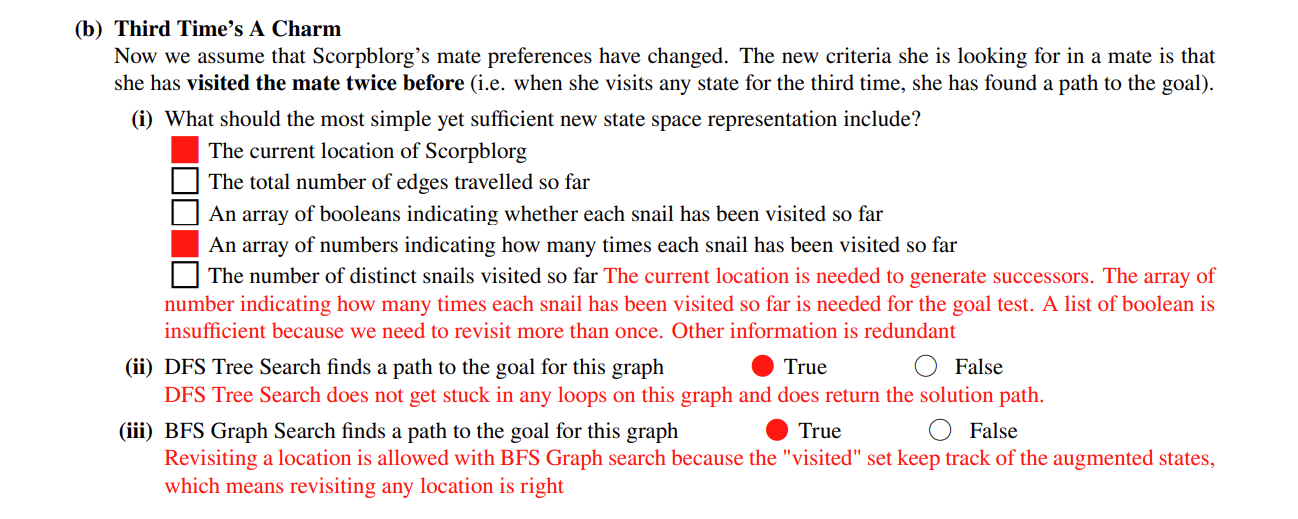 (b) Third Time's A Charm
Now we assume that Scorpblorg's mate preferences have changed. The new criteria she is looking for in a mate is that
she has visited the mate twice before (i.e. when she visits any state for the third time, she has found a path to the goal).
(i) What should the most simple yet sufficient new state space representation include?
The current location of Scorpblorg
The total number of edges travelled so far
An array of booleans indicating whether each snail has been visited so far
An array of numbers indicating how many times each snail has been visited so far
The number of distinct snails visited so far The current location is needed to generate successors. The array of
number indicating how many times each snail has been visited so far is needed for the goal test. A list of boolean is
insufficient because we need to revisit more than once. Other information is redundant
(ii) DFS Tree Search finds a path to the goal for this graph True False
DFS Tree Search does not get stuck in any loops on this graph and does return the solution path.
(iii) BFS Graph Search finds a path to the goal for this graph True False
Revisiting a location is allowed with BFS Graph search because the "visited" set keep track of the augmented states,
which means revisiting any location is right